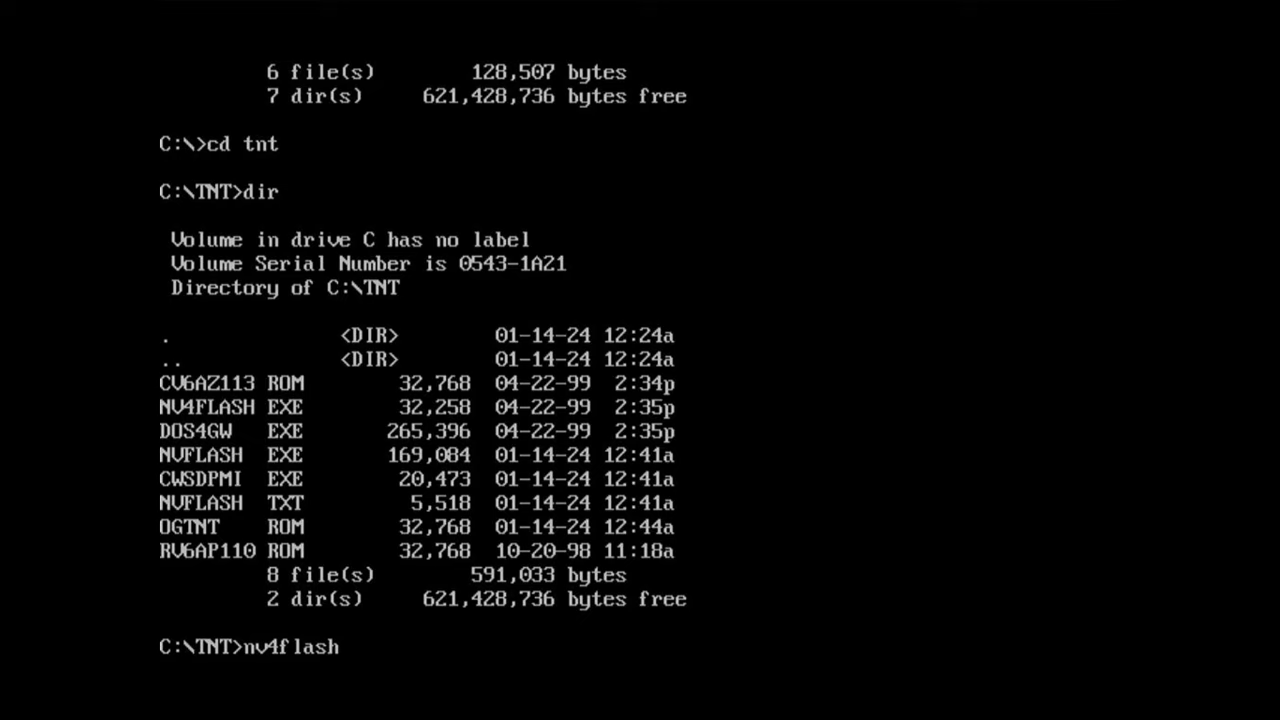 6 file(s) 128,507 bytes
7 dir(s) 621,428,736 bytes free
C:\>cd tnt
C:\TNT>dir
Volume in drive C has no label
Volume Serial Number is 0543-1A21
Directory of C:\TNT
. <DIR> 01-14-24 12:24a
.. <DIR> 01-14-24 12:24a
CV6AZ113 ROM 32,768 04-22-99 2:34p
NV4FLASH EXE 32,258 04-22-99 2:35p
DOS4GW EXE 265,396 04-22-99 2:35p
NVFLASH EXE 169,084 01-14-24 12:41a
CWSDPMI EXE 20,473 01-14-24 12:41a
NVFLASH TXT 5,518 01-14-24 12:41a
OGTNT ROM 32,768 01-14-24 12:44a
RV6AP110 ROM 32,768 10-20-98 11:18a
8 file(s) 591,033 bytes
2 dir(s) 621,428,736 bytes free
C:\TNT>nv4flash